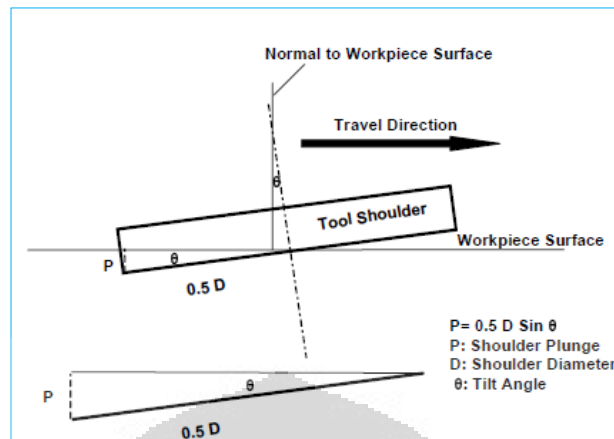 Normal to Workpiece Surface
Travel Direction
θ
Tool Shoulder
Workpiece Surface
P
θ
0.5 D
P= 0.5 D Sin θ
P: Shoulder Plunge
D: Shoulder Diameter
θ: Tilt Angle
P
θ
0.5 D